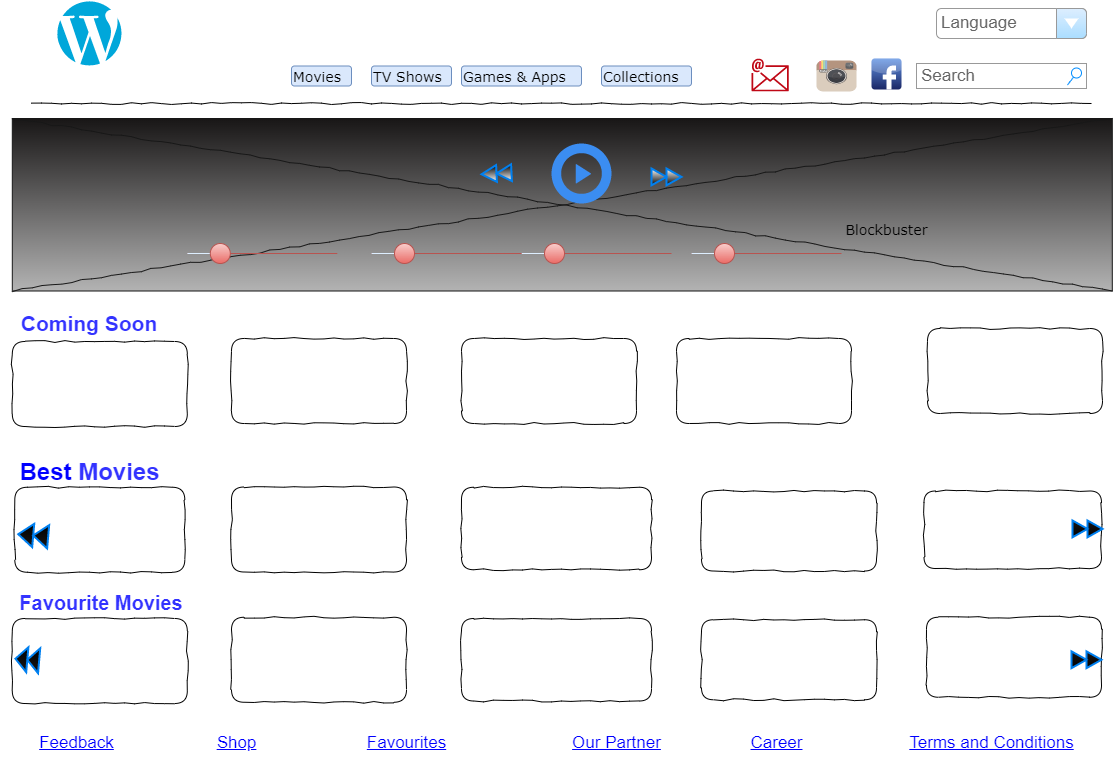 Language
Movies
TV Shows
Games & Apps
Collections
@
Search
Blockbuster
Coming Soon
Best Movies
Favourite Movies
Feedback
Shop
Favourites
Our Partner
Career
Terms and Conditions